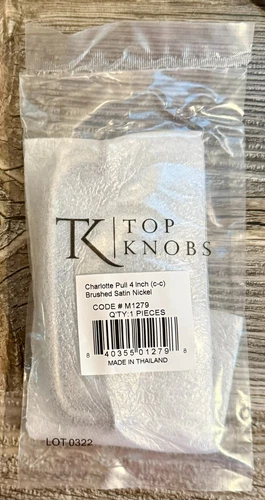 TK | TOP
KNOBS
Charlotte Pull 4 Inch (c-c)
Brushed Satin Nickel
CODE # M1279
Q'TY:1 PIECES
8 40355 01279 8
MADE IN THAILAND
LOT 0322